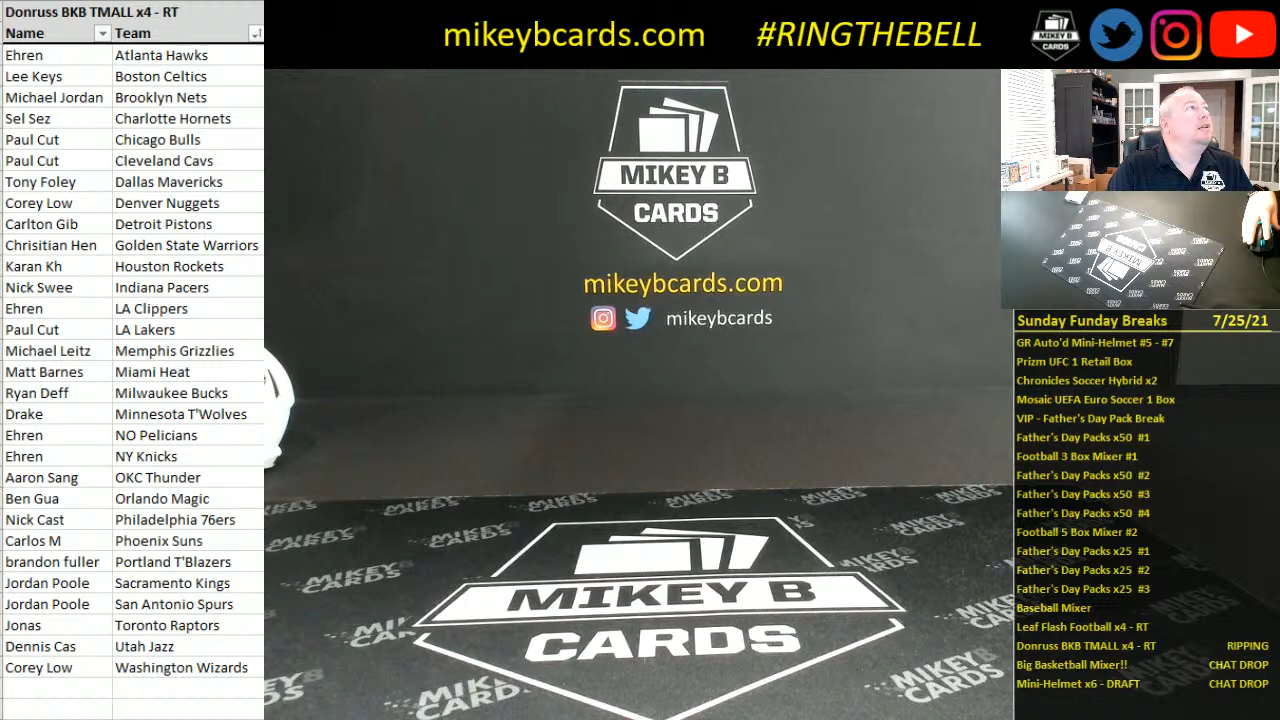 Donruss BKB TMALL x4 - RT
Name Team
Ehren Atlanta Hawks
Lee Keys Boston Celtics
Michael Jordan Brooklyn Nets
Sel Sez Charlotte Hornets
Paul Cut Chicago Bulls
Paul Cut Cleveland Cavs
Tony Foley Dallas Mavericks
Corey Low Denver Nuggets
Carlton Gib Detroit Pistons
Chrisitian Hen Golden State Warriors
Karan Kh Houston Rockets
Nick Swee Indiana Pacers
Ehren LA Clippers
Paul Cut LA Lakers
Michael Leitz Memphis Grizzlies
Matt Barnes Miami Heat
Ryan Deff Milwaukee Bucks
Drake Minnesota T'Wolves
Ehren NO Pelicians
Ehren NY Knicks
Aaron Sang OKC Thunder
Ben Gua Orlando Magic
Nick Cast Philadelphia 76ers
Carlos M Phoenix Suns
brandon fuller Portland T'Blazers
Jordan Poole Sacramento Kings
Jordan Poole San Antonio Spurs
Jonas Toronto Raptors
Dennis Cas Utah Jazz
Corey Low Washington Wizards
mikeybcards.com #RINGTHEBELL
MIKEY B
CARDS
MIKEY B
CARDS
mikeybcards.com
mikeybcards
MIKEY B
CARDS
Sunday Funday Breaks 7/25/21
GR Auto'd Mini-Helmet #5 - #7
Prizm UFC 1 Retail Box
Chronicles Soccer Hybrid x2
Mosaic UEFA Euro Soccer 1 Box
VIP - Father's Day Pack Break
Father's Day Packs x50 #1
Football 3 Box Mixer #1
Father's Day Packs x50 #2
Father's Day Packs x50 #3
Father's Day Packs x50 #4
Football 5 Box Mixer #2
Father's Day Packs x25 #1
Father's Day Packs x25 #2
Father's Day Packs x25 #3
Baseball Mixer
Leaf Flash Football x4 - RT
Donruss BKB TMALL x4 - RT RIPPING
Big Basketball Mixer!! CHAT DROP
Mini-Helmet x6 - DRAFT CHAT DROP